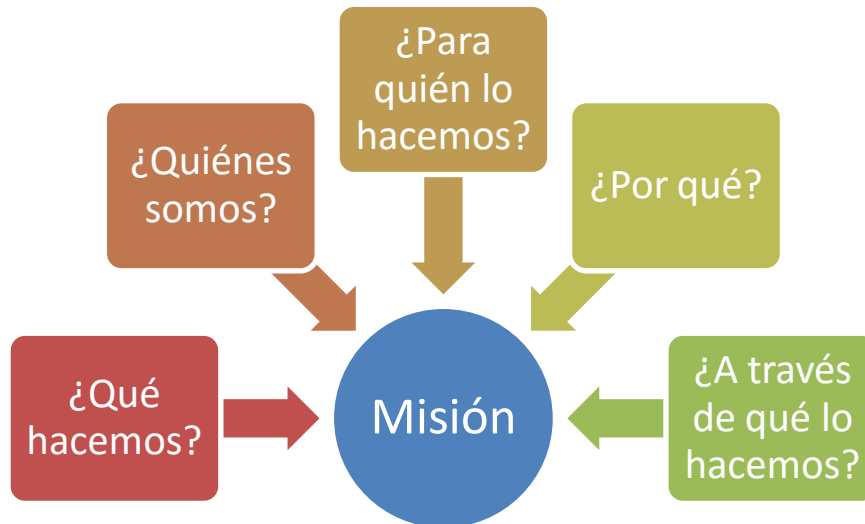 ¿Qué
hacemos?
¿Quiénes
somos?
¿Para
quién lo
hacemos?
¿Por qué?
¿A través
de qué lo
hacemos?
Misión